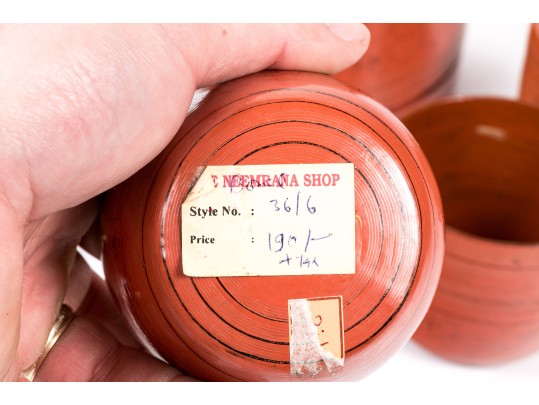 NEEMRANA SHOP
Style No. : 36/6
Price : 190/-
+ Tax